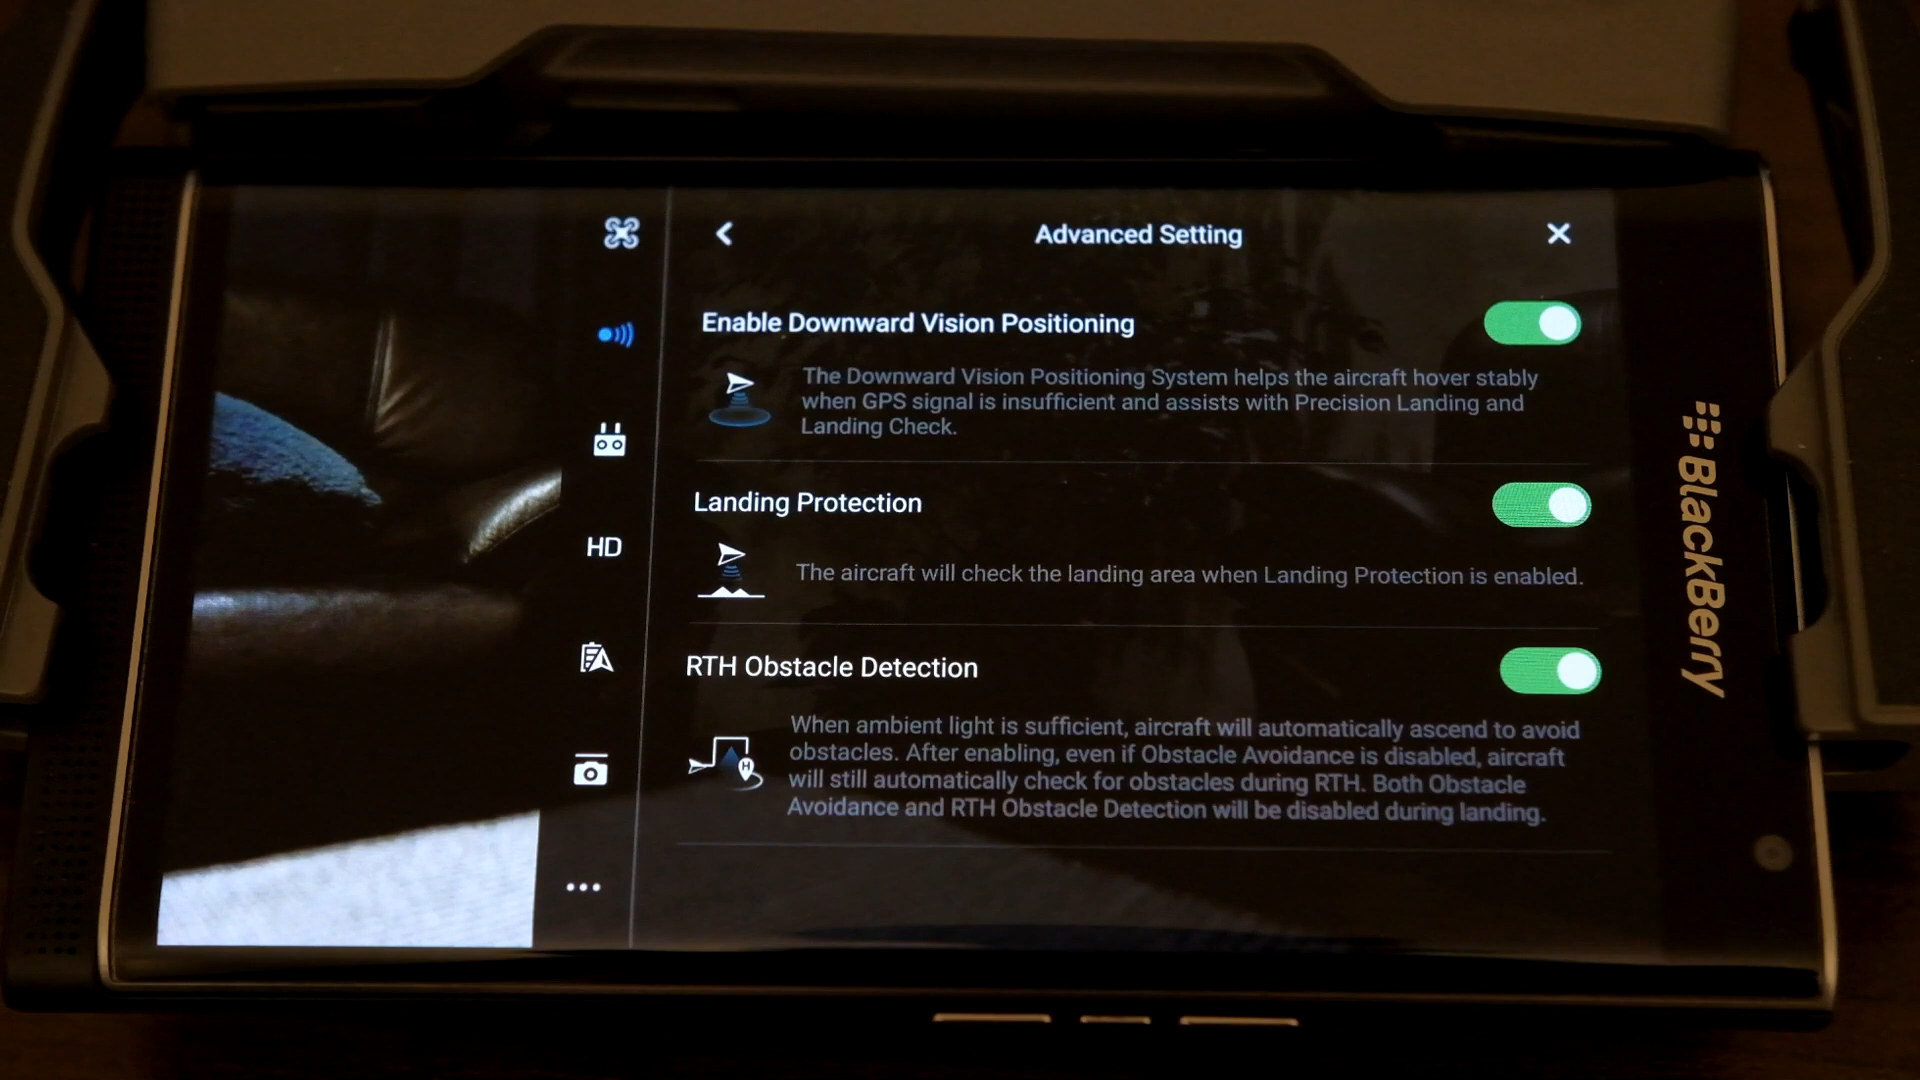 Advanced Setting
Enable Downward Vision Positioning
The Downward Vision Positioning System helps the aircraft hover stably
when GPS signal is insufficient and assists with Precision Landing and
Landing Check.
Landing Protection
The aircraft will check the landing area when Landing Protection is enabled.
HD
RTH Obstacle Detection
When ambient light is sufficient, aircraft will automatically ascend to avoid
obstacles. After enabling, even if Obstacle Avoidance is disabled, aircraft
will still automatically check for obstacles during RTH. Both Obstacle
Avoidance and RTH Obstacle Detection will be disabled during landing.
H
BlackBerry